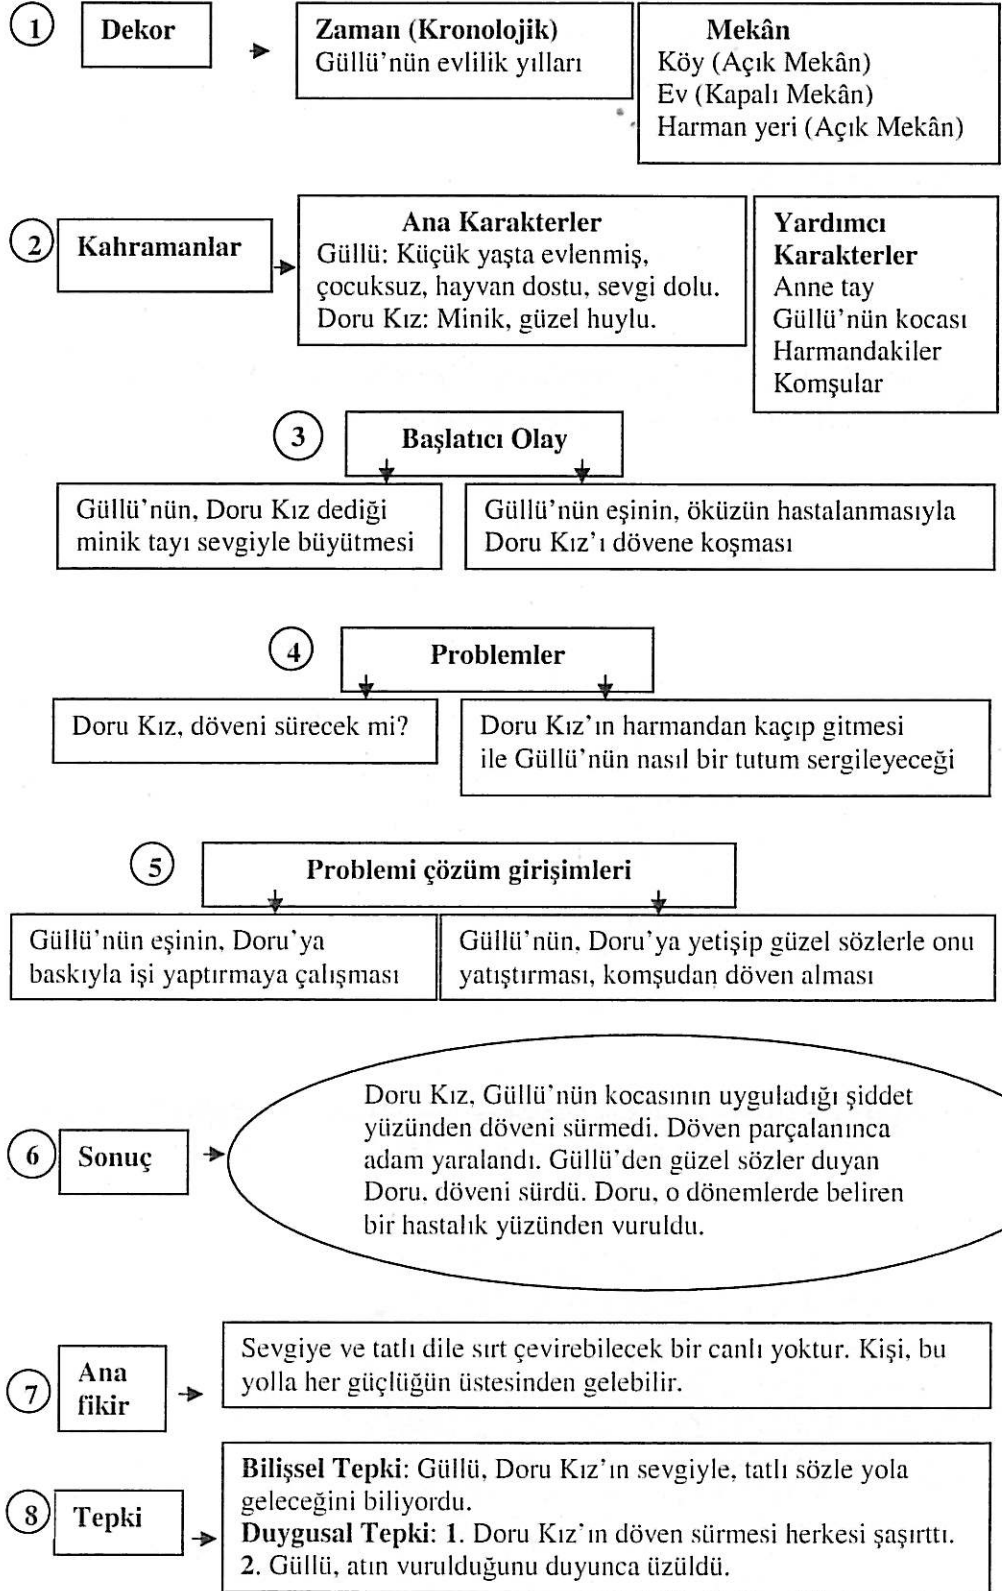 1 Dekor
Zaman (Kronolojik)
Güllü'nün evlilik yılları
Mekân
Köy (Açık Mekân)
Ev (Kapalı Mekân)
Harman yeri (Açık Mekân)
2 Kahramanlar
Ana Karakterler
Güllü: Küçük yaşta evlenmiş,
çocuksuz, hayvan dostu, sevgi dolu.
Doru Kız: Minik, güzel huylu.
Yardımcı
Karakterler
Anne tay
Güllü'nün kocası
Harmandakiler
Komşular
3 Başlatıcı Olay
Güllü'nün, Doru Kız dediği
minik tayı sevgiyle büyütmesi
Güllü'nün eşinin, öküzün hastalanmasıyla
Doru Kız'ı dövene koşması
4 Problemler
Doru Kız, döveni sürecek mi?
Doru Kız'ın harmandan kaçıp gitmesi
ile Güllü'nün nasıl bir tutum sergileyeceği
5 Problemi çözüm girişimleri
Güllü'nün eşinin, Doru'ya
baskıyla işi yaptırmaya çalışması
Güllü'nün, Doru'ya yetişip güzel sözlerle onu
yatıştırması, komşudan döven alması
6 Sonuç
Doru Kız, Güllü'nün kocasının uyguladığı şiddet
yüzünden döveni sürmedi. Döven parçalanınca
adam yaralandı. Güllü'den güzel sözler duyan
Doru, döveni sürdü. Doru, o dönemlerde beliren
bir hastalık yüzünden vuruldu.
7 Ana
fikir
Sevgiye ve tatlı dile sırt çevirebilecek bir canlı yoktur. Kişi, bu
yolla her güçlüğün üstesinden gelebilir.
8 Tepki
Bilişsel Tepki: Güllü, Doru Kız'ın sevgiyle, tatlı sözle yola
geleceğini biliyordu.
Duygusal Tepki: 1. Doru Kız'ın döven sürmesi herkesi şaşırttı.
2. Güllü, atın vurulduğunu duyunca üzüldü.